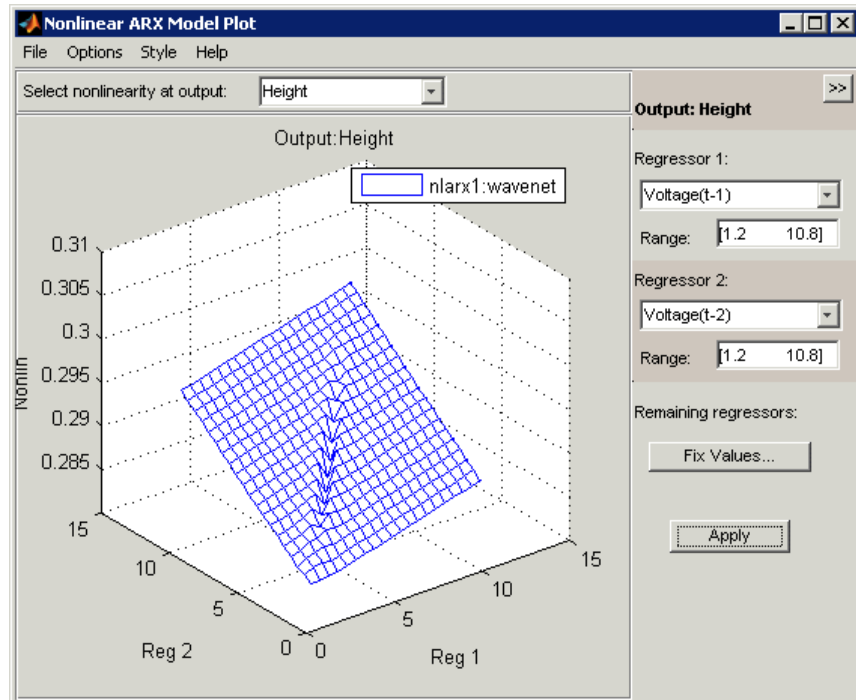 Nonlinear ARX Model Plot
File Options Style Help
Select nonlinearity at output: Height
>>
Output: Height
Output:Height
nlarx1:wavenet
Regressor 1:
Voltage(t-1)
Range: [1.2 10.8]
Regressor 2:
Voltage(t-2)
Range: [1.2 10.8]
Remaining regressors:
Fix Values...
Apply
0.31
0.305
0.3
0.295
0.29
0.285
Nonlin
15
10
5
0
Reg 2
0
5
10
15
Reg 1